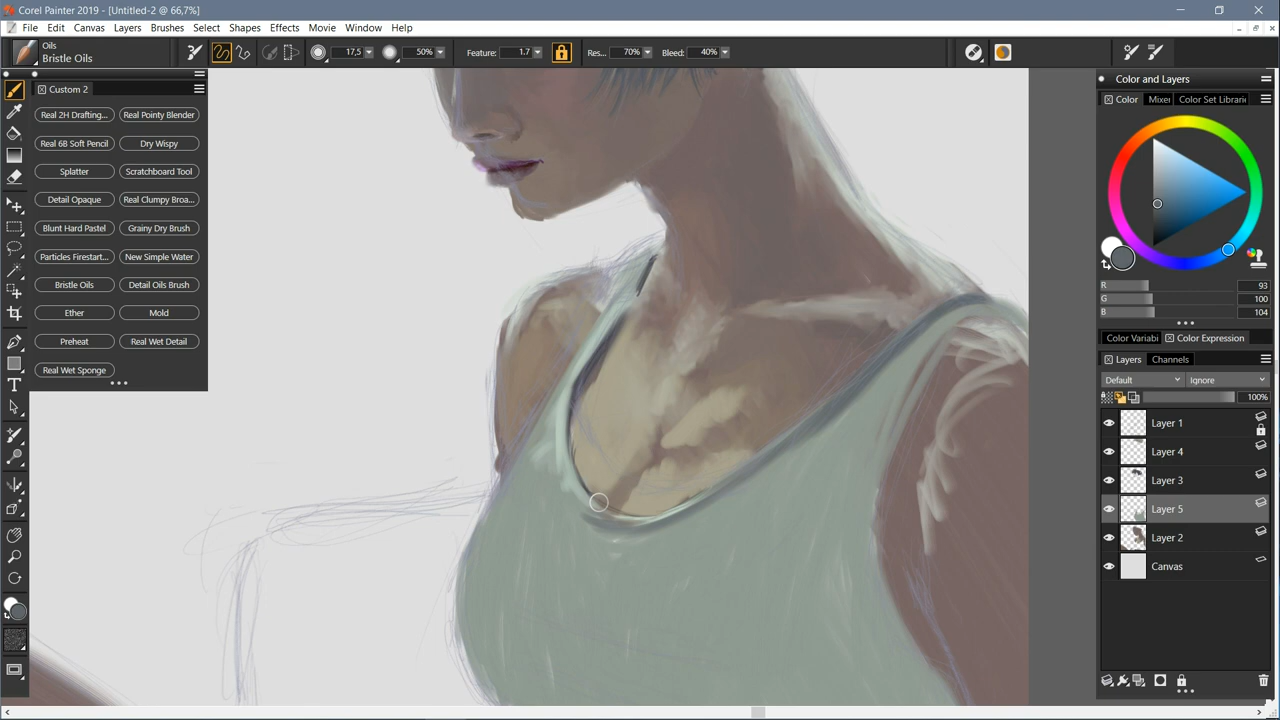 Corel Painter 2019 - [Untitled-2 @ 66,7%]
File Edit Canvas Layers Brushes Select Shapes Effects Movie Window Help
Oils
Bristle Oils
17,5 50% Feature: 1.7 Res... 70% Bleed: 40%
Custom 2
Real 2H Drafting... Real Pointy Blender
Real 6B Soft Pencil Dry Wispy
Splatter Scratchboard Tool
Detail Opaque Real Clumpy Broa...
Blunt Hard Pastel Grainy Dry Brush
Particles Firestart... New Simple Water
Bristle Oils Detail Oils Brush
Ether Mold
Preheat Real Wet Detail
Real Wet Sponge
Color and Layers
Color Mixer Color Set Librarie
R 93
G 100
B 104
Color Variabi Color Expression
Layers Channels
Default Ignore
100%
Layer 1
Layer 4
Layer 3
Layer 5
Layer 2
Canvas